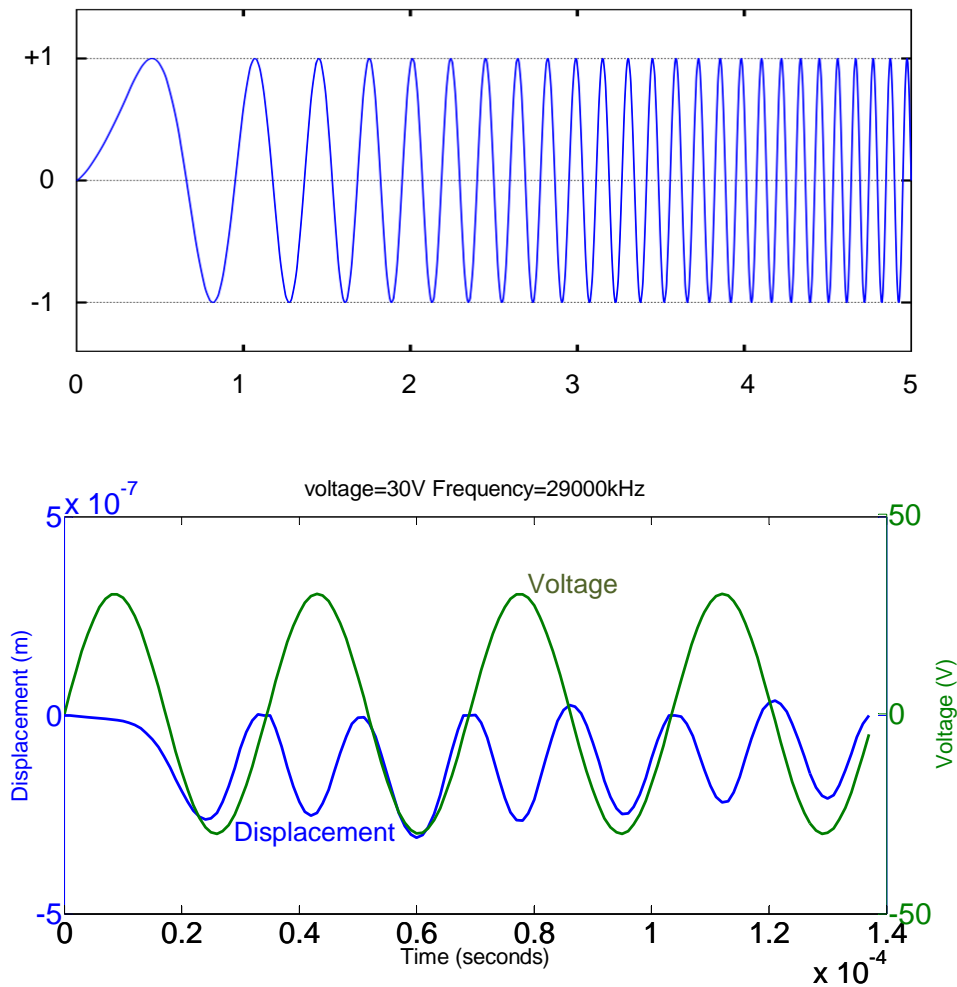 +1
0
-1
0 1 2 3 4 5
voltage=30V Frequency=29000kHz
5 x 10-7
50
Voltage
Displacement (m)
0
0
Voltage (V)
Displacement
-5
-50
0 0.2 0.4 0.6 0.8 1 1.2 1.4
Time (seconds)
x 10-4